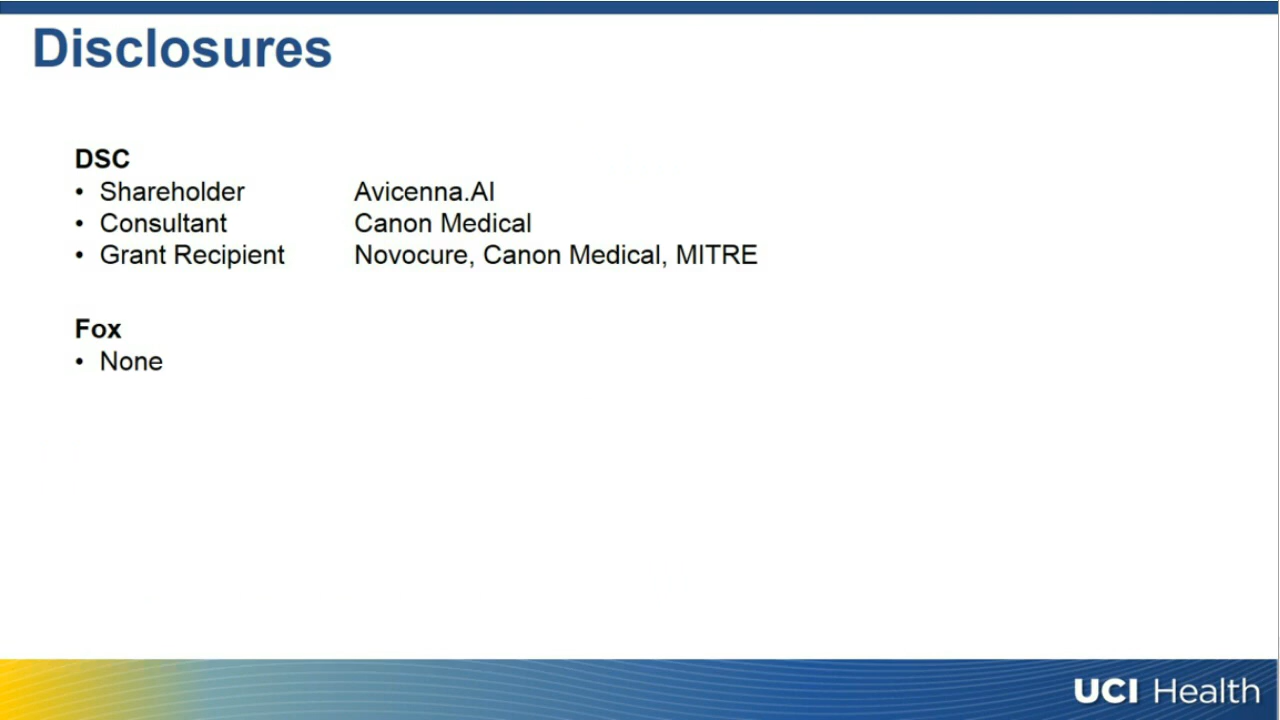 Disclosures
DSC
• Shareholder Avicenna.AI
• Consultant Canon Medical
• Grant Recipient Novocure, Canon Medical, MITRE
Fox
• None
UCI Health